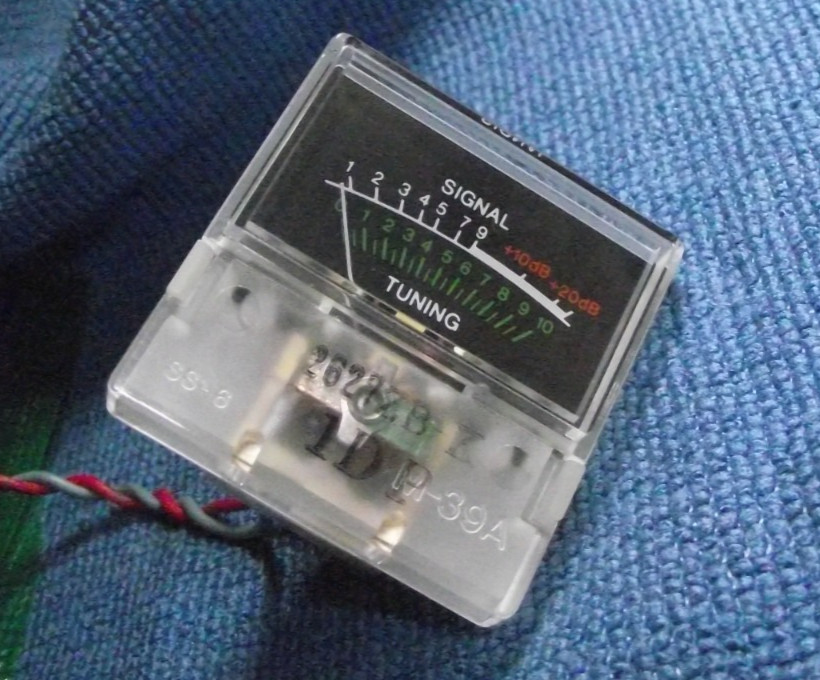 SIGNAL
1 2 3 4 5 7 9 +10dB +20dB
0 1 2 3 4 5 6 7 8 9 10
TUNING
SS-6
M-39A